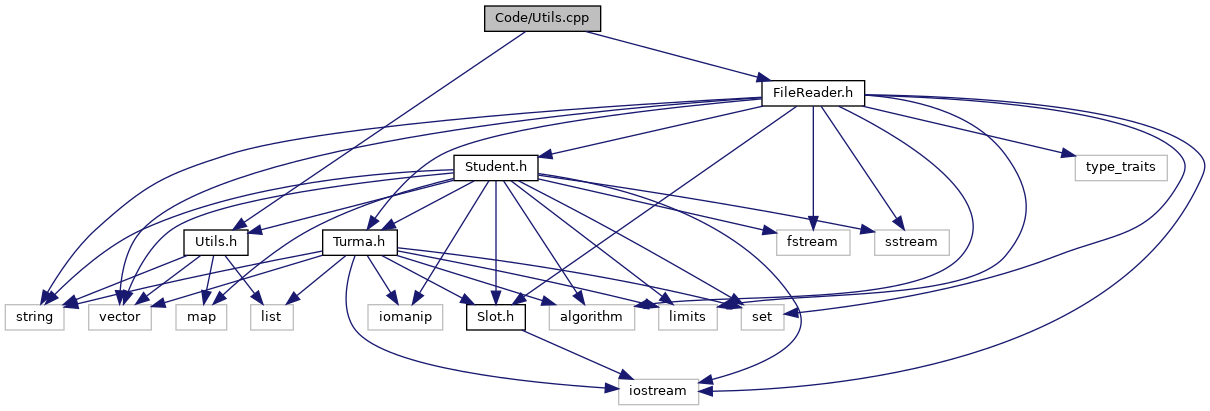 Code/Utils.cpp
FileReader.h
Student.h
type_traits
Utils.h
Turma.h
fstream
sstream
string
vector
map
list
iomanip
Slot.h
algorithm
limits
set
iostream